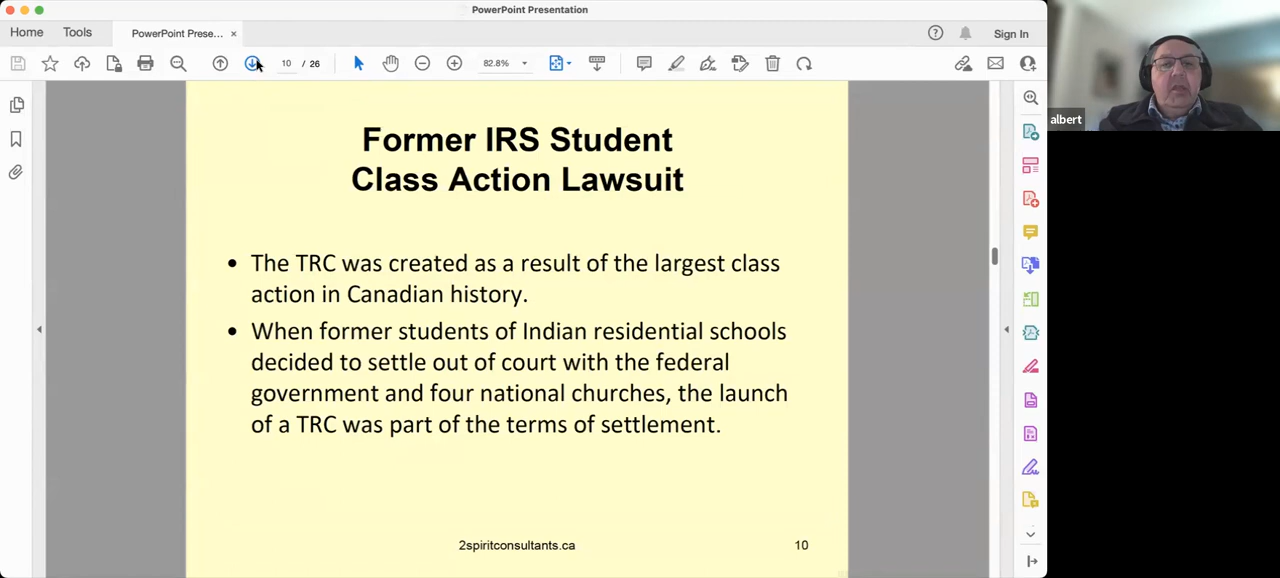 PowerPoint Presentation
Home
Tools
PowerPoint Prese...
×
Sign In
10 / 26
82.8%
albert
Former IRS Student
Class Action Lawsuit
• The TRC was created as a result of the largest class
action in Canadian history.
• When former students of Indian residential schools
decided to settle out of court with the federal
government and four national churches, the launch
of a TRC was part of the terms of settlement.
2spiritconsultants.ca
10